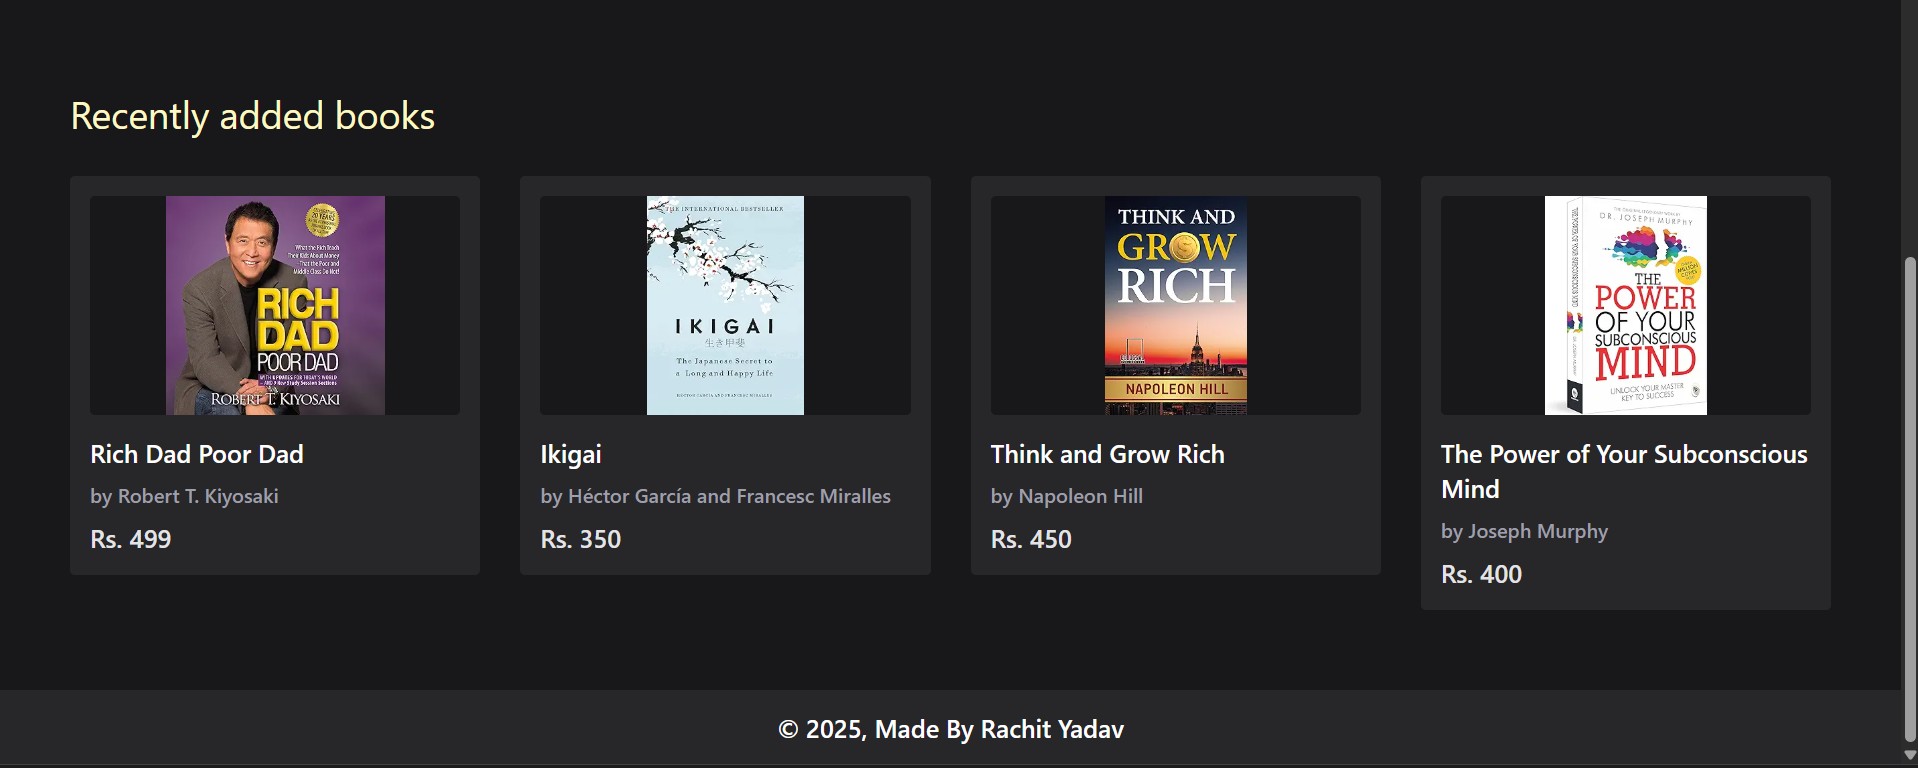 Recently added books
What the Rich Teach
Their Kids About Money
That the Poor and
Middle Class Do Not!
20 YEARS
RICH
DAD
POOR DAD
ROBERT T. KIYOSAKI
Rich Dad Poor Dad
by Robert T. Kiyosaki
Rs. 499
THE INTERNATIONAL BESTSELLER
IKIGAI
生き甲斐
The Japanese Secret to
a Long and Happy Life
HÉCTOR GARCÍA AND FRANCESC MIRALLES
Ikigai
by Héctor García and Francesc Miralles
Rs. 350
THINK AND
GROW
RICH
NAPOLEON HILL
Think and Grow Rich
by Napoleon Hill
Rs. 450
DR. JOSEPH MURPHY
THE
POWER
OF YOUR
SUBCONSCIOUS
MIND
UNLOCK YOUR MASTER
KEY TO SUCCESS
The Power of Your Subconscious
Mind
by Joseph Murphy
Rs. 400
© 2025, Made By Rachit Yadav